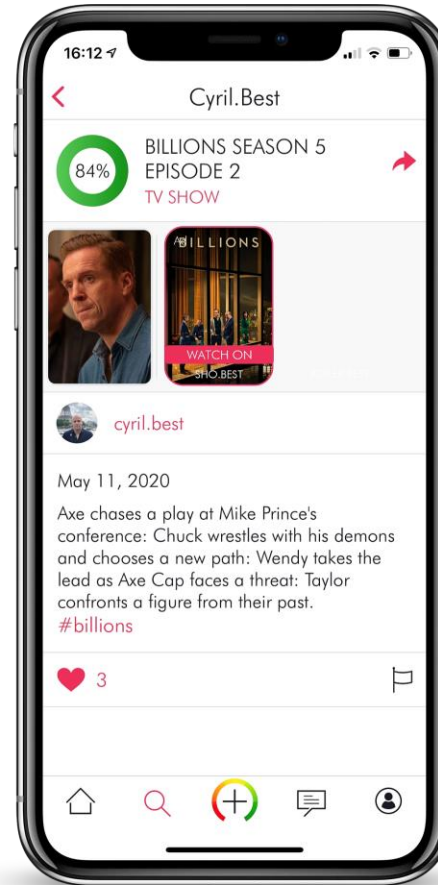 16:12
Cyril.Best
84%
BILLIONS SEASON 5
EPISODE 2
TV SHOW
Ad
BILLIONS
WATCH ON
SHO.BEST
cyril.best
May 11, 2020
Axe chases a play at Mike Prince's
conference: Chuck wrestles with his demons
and chooses a new path: Wendy takes the
lead as Axe Cap faces a threat: Taylor
confronts a figure from their past.
#billions
3